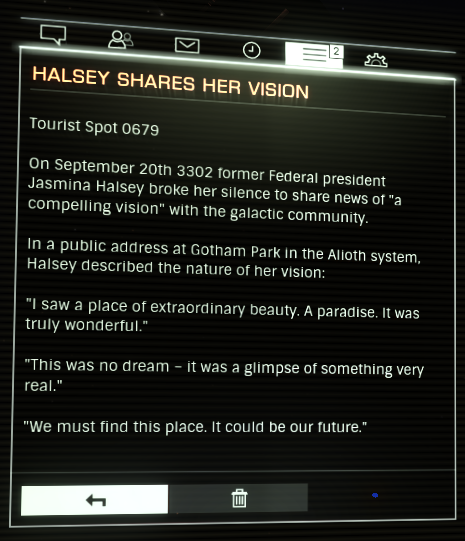 2
HALSEY SHARES HER VISION
Tourist Spot 0679
On September 20th 3302 former Federal president
Jasmina Halsey broke her silence to share news of "a
compelling vision" with the galactic community.
In a public address at Gotham Park in the Alioth system,
Halsey described the nature of her vision:
"I saw a place of extraordinary beauty. A paradise. It was
truly wonderful."
"This was no dream – it was a glimpse of something very
real."
"We must find this place. It could be our future."